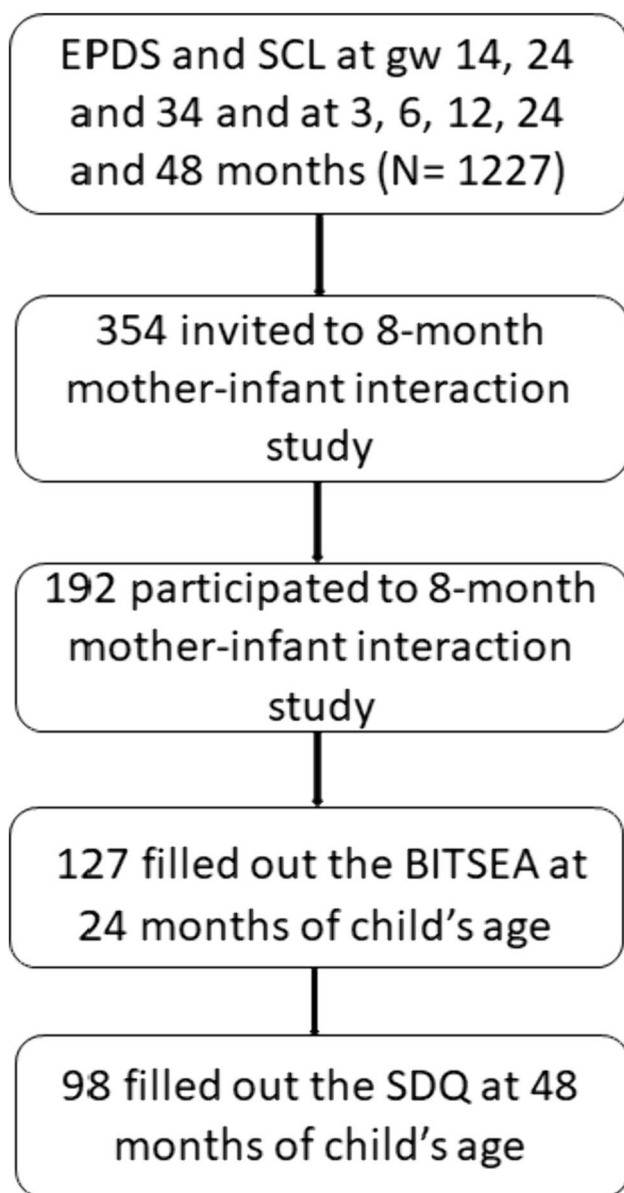 EPDS and SCL at gw 14, 24
and 34 and at 3, 6, 12, 24
and 48 months (N= 1227)
354 invited to 8-month
mother-infant interaction
study
192 participated to 8-month
mother-infant interaction
study
127 filled out the BITSEA at
24 months of child’s age
98 filled out the SDQ at 48
months of child’s age